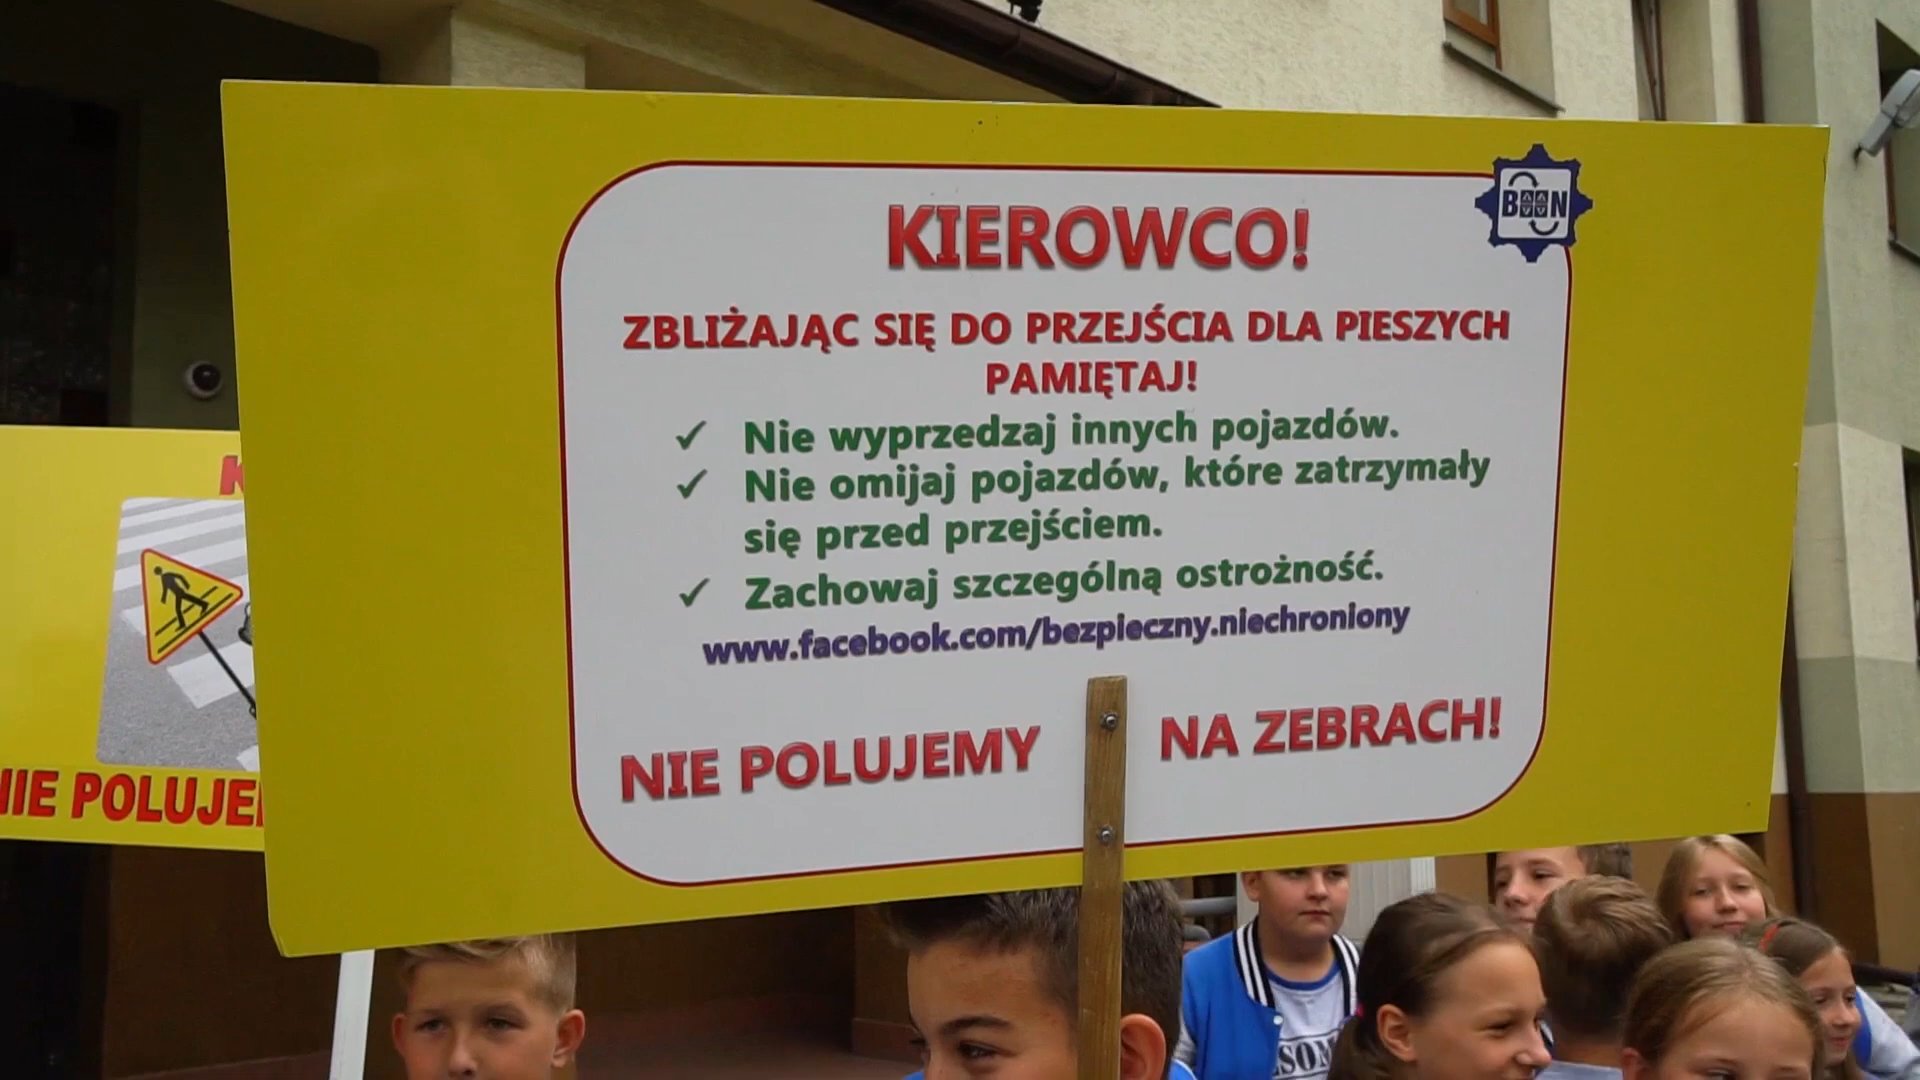 KIEROWCO!
ZBLIŻAJĄC SIĘ DO PRZEJŚCIA DLA PIESZYCH
PAMIĘTAJ!
✓ Nie wyprzedzaj innych pojazdów.
✓ Nie omijaj pojazdów, które zatrzymały
się przed przejściem.
✓ Zachowaj szczególną ostrożność.
www.facebook.com/bezpieczny.niechroniony
NIE POLUJEMY NA ZEBRACH!
NIE POLUJE